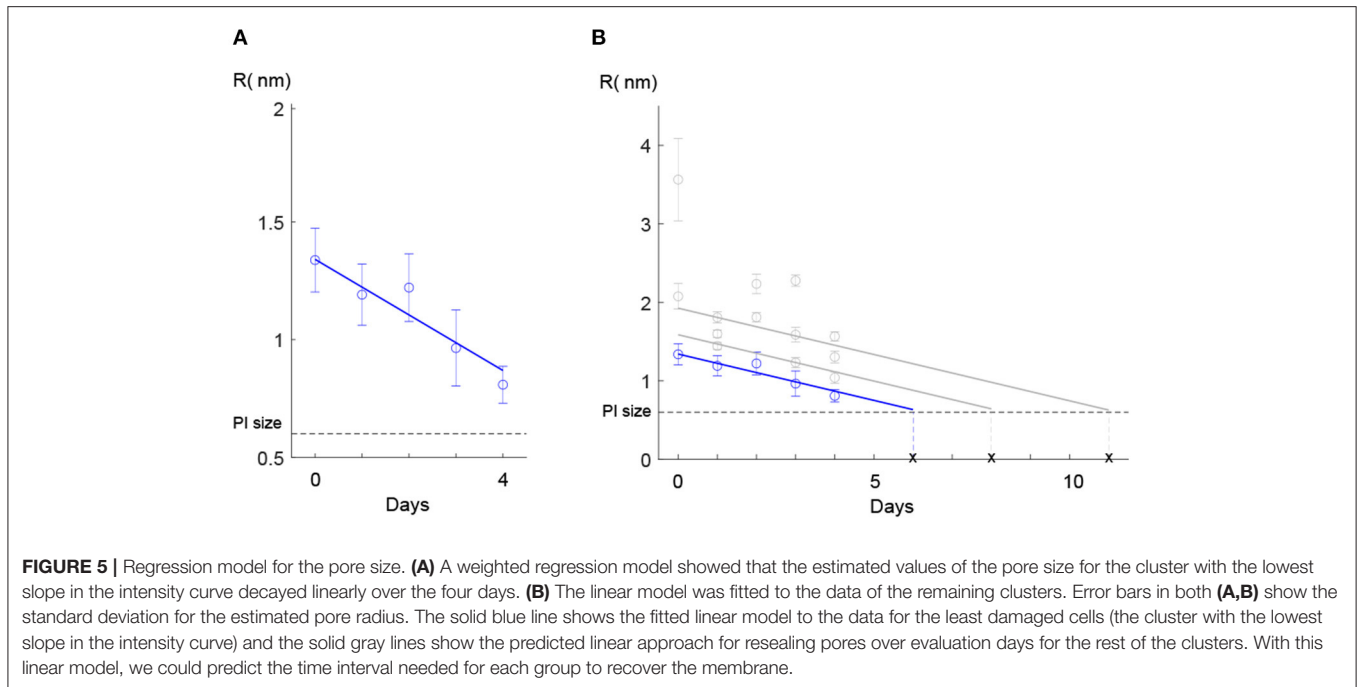 A
B
R( nm)
R( nm)
2
1.5
1
PI size
0.5
0
4
Days
4
3
2
1
PI size
0
0
5
10
x
x
x
Days
FIGURE 5 | Regression model for the pore size. (A) A weighted regression model showed that the estimated values of the pore size for the cluster with the lowest
slope in the intensity curve decayed linearly over the four days. (B) The linear model was fitted to the data of the remaining clusters. Error bars in both (A,B) show the
standard deviation for the estimated pore radius. The solid blue line shows the fitted linear model to the data for the least damaged cells (the cluster with the lowest
slope in the intensity curve) and the solid gray lines show the predicted linear approach for resealing pores over evaluation days for the rest of the clusters. With this
linear model, we could predict the time interval needed for each group to recover the membrane.